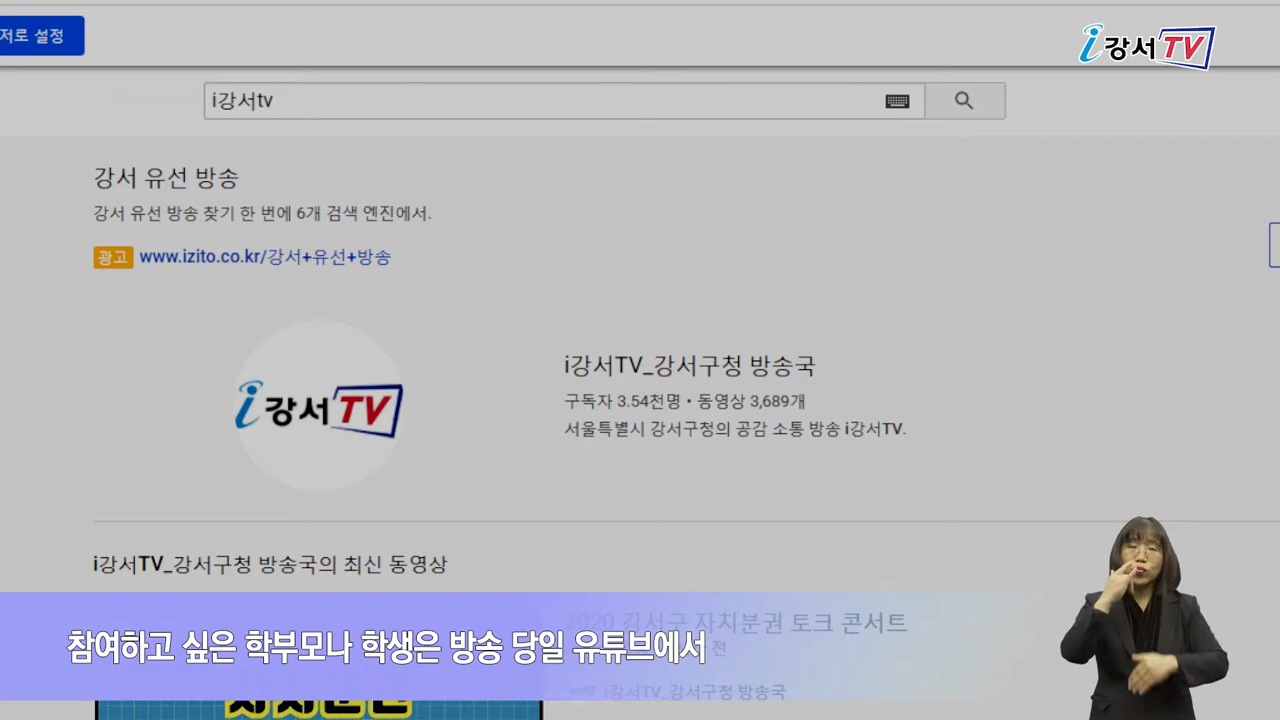 저로 설정
i강서TV
i강서tv
강서 유선 방송
강서 유선 방송 찾기 한 번에 6개 검색 엔진에서.
광고 www.izito.co.kr/강서+유선+방송
i강서TV
i강서TV_강서구청 방송국
구독자 3.54천명 • 동영상 3,689개
서울특별시 강서구청의 공감 소통 방송 i강서TV.
i강서TV_강서구청 방송국의 최신 동영상
2020 강서구 자치분권 토크 콘서트
전
참여하고 싶은 학부모나 학생은 방송 당일 유튜브에서
i강서TV_강서구청 방송국
자치분권